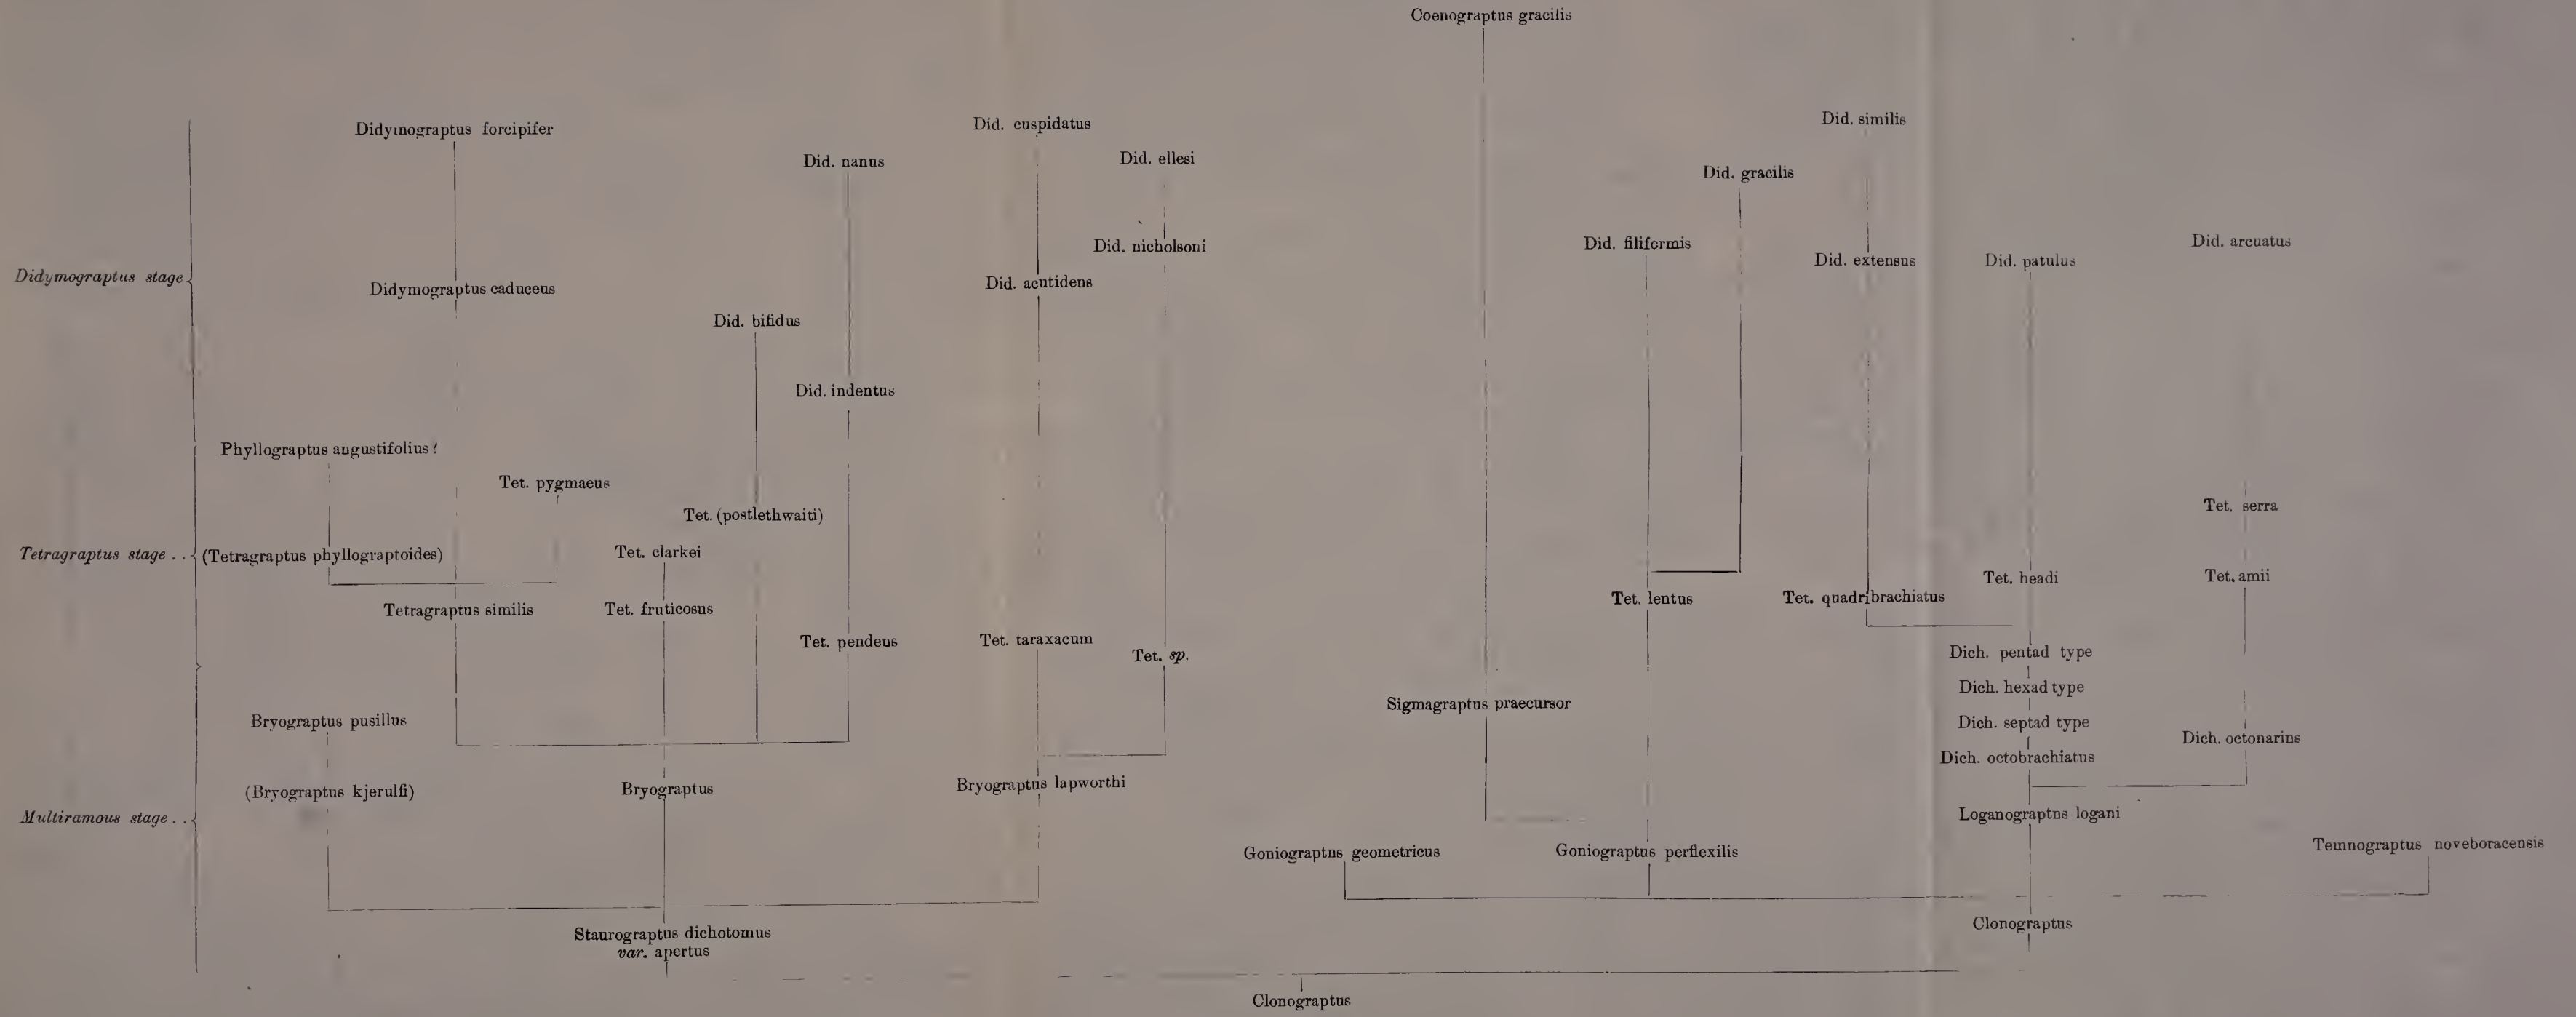 Coenograptus gracilis
Did. similis
Did. cuspidatus
Didymograptus forcipifer
Did. ellesi
Did. nanus
Did. gracilis
Did. arcuatus
Did. filiformis
Did. nicholsoni
Did. extensus
Did. patulus
Didymograptus stage
Did. acutidens
Didymograptus caduceus
Did. bifidus
Did. indentus
Phyllograptus augustifolius ?
Tet. pygmaeus
Tet. serra
Tet. (postlethwaiti)
Tet. clarkei
Tetragraptus stage . .
(Tetragraptus phyllograptoides)
Tet. amii
Tet. headi
Tet. quadribrachiatus
Tet. lentus
Tet. fruticosus
Tetragraptus similis
Tet. taraxacum
Tet. pendens
Dich. pentad type
Tet. sp.
Dich. hexad type
Sigmagraptus praecursor
Bryograptus pusillus
Dich. septad type
Dich. octonarins
Dich. octobrachiatus
Bryograptus lapworthi
Bryograptus
(Bryograptus kjerulfi)
Loganograptns logani
Multiramous stage . .
Temnograptus noveboracensis
Goniograptns geometricus
Goniograptus perflexilis
Clonograptus
Staurograptus dichotomus
var. apertus
Clonograptus